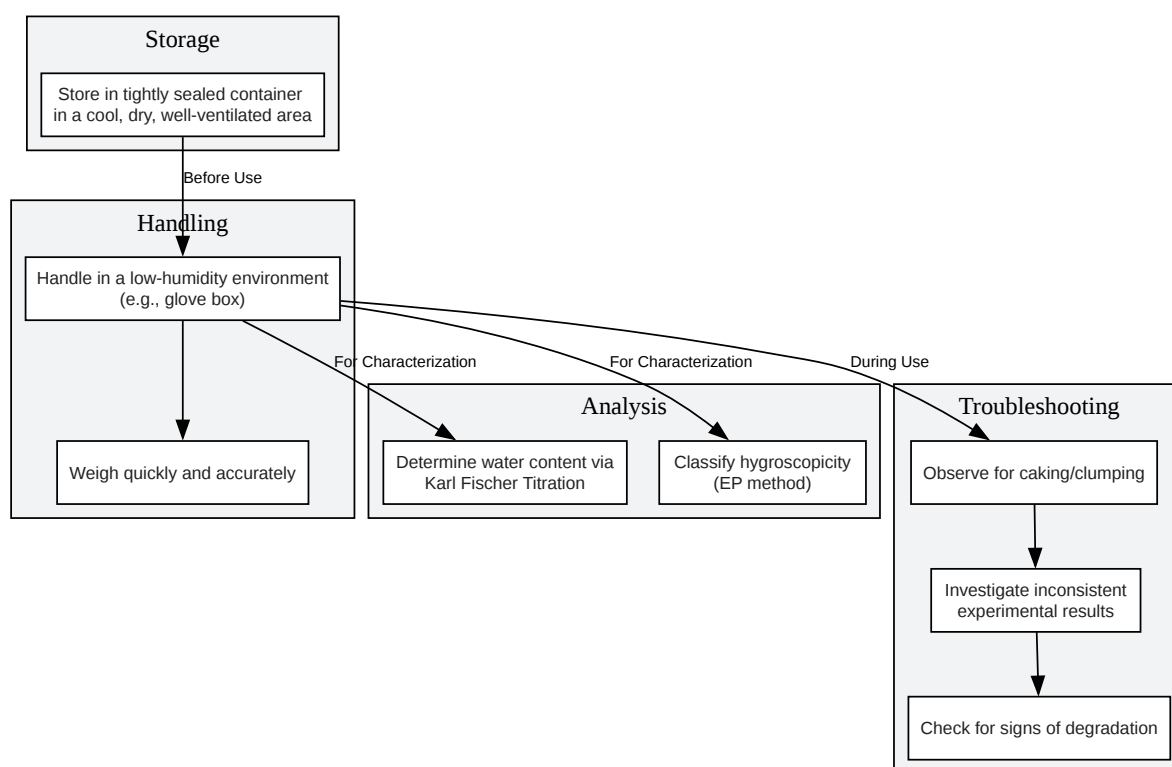 Storage
Store in tightly sealed container
in a cool, dry, well-ventilated area
Before Use
Handling
Handle in a low-humidity environment
(e.g., glove box)
For Characterization
For Characterization
During Use
Analysis
Troubleshooting
Weigh quickly and accurately
Determine water content via
Karl Fischer Titration
Classify hygroscopicity
(EP method)
Observe for caking/clumping
Investigate inconsistent
experimental results
Check for signs of degradation